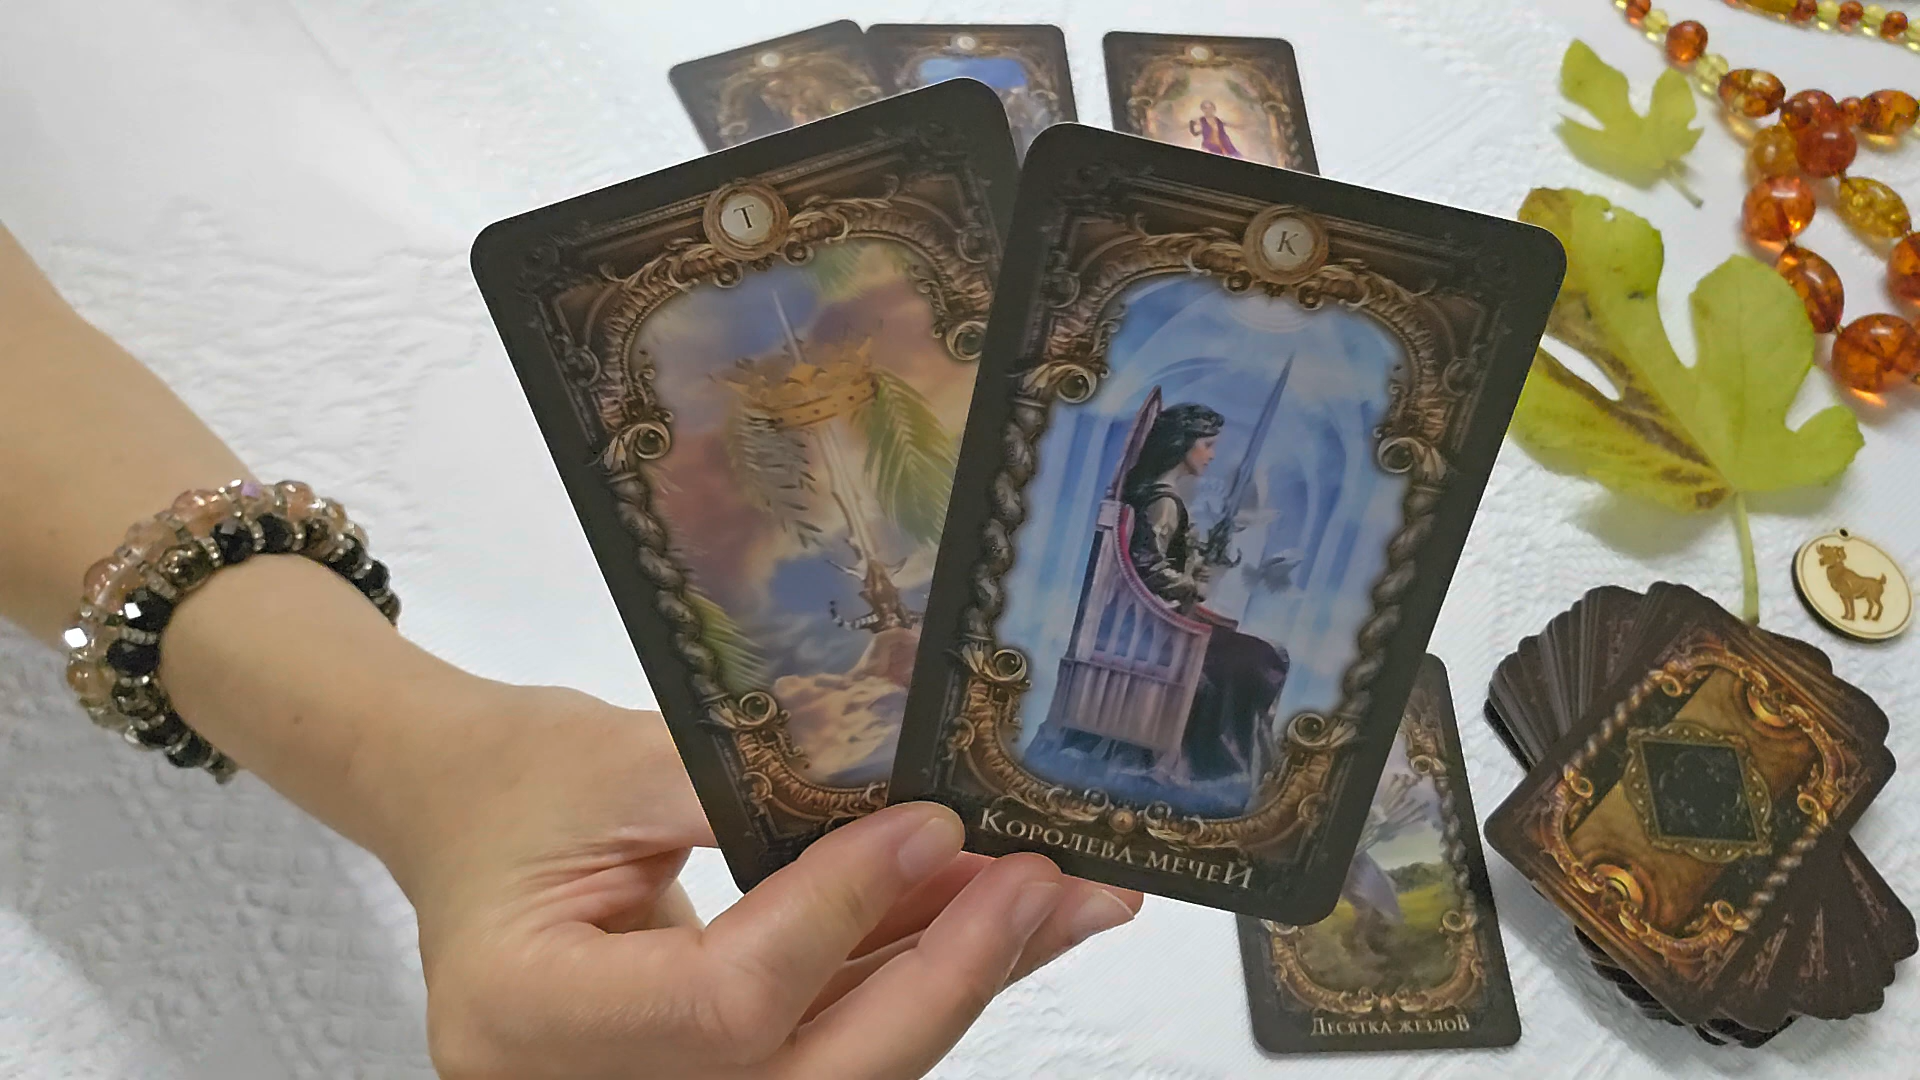 Т
К
Королева мечей
Десятка жезлов